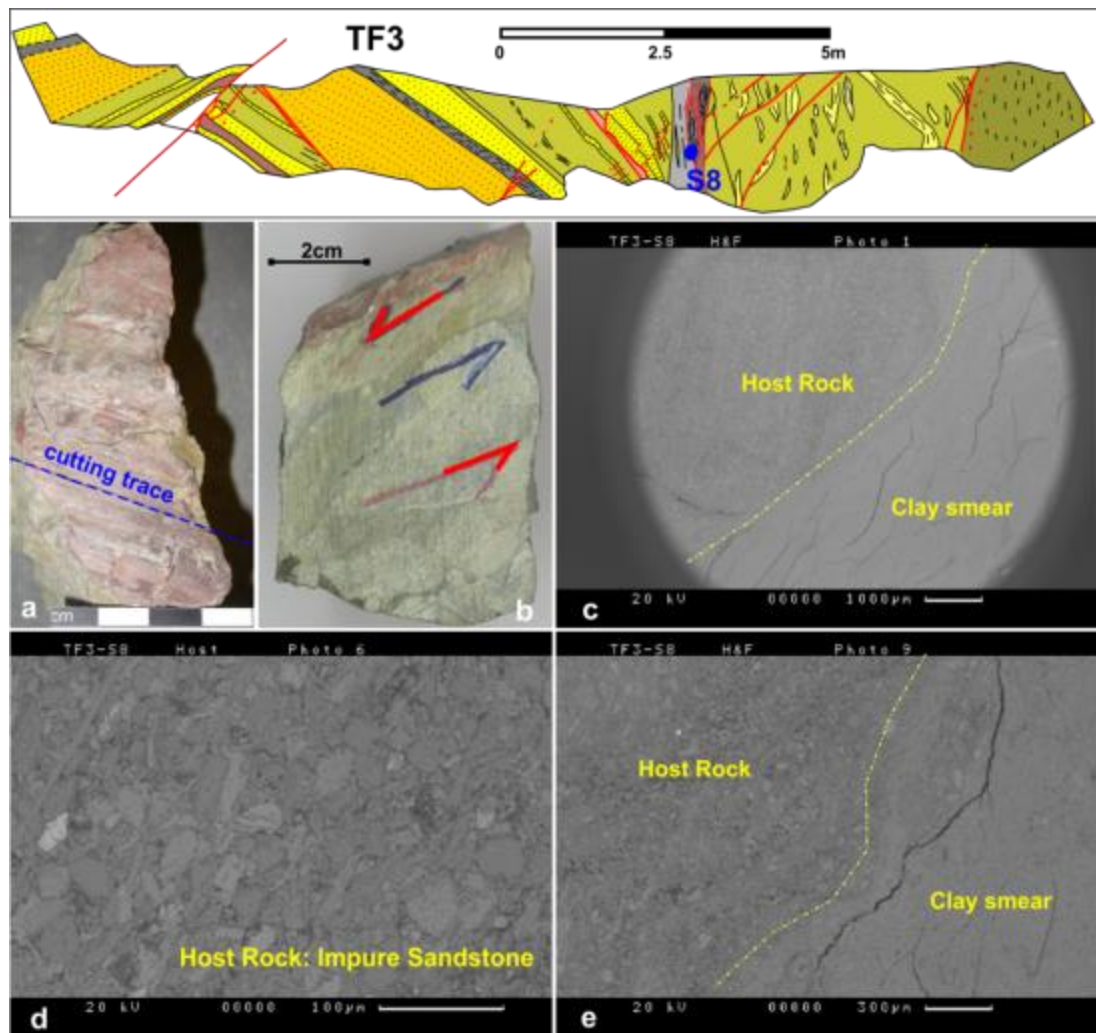 TF3
0 2.5 5m
S8
cutting trace
cm
a
2cm
b
TF3-S8 H&F Photo 1
Host Rock
Clay smear
20 kV 00000 1000µm
c
TF3-S8 Host Photo 6
Host Rock: Impure Sandstone
20 kV 00000 100µm
d
TF3-S8 H&F Photo 9
Host Rock
Clay smear
20 kV 00000 300µm
e